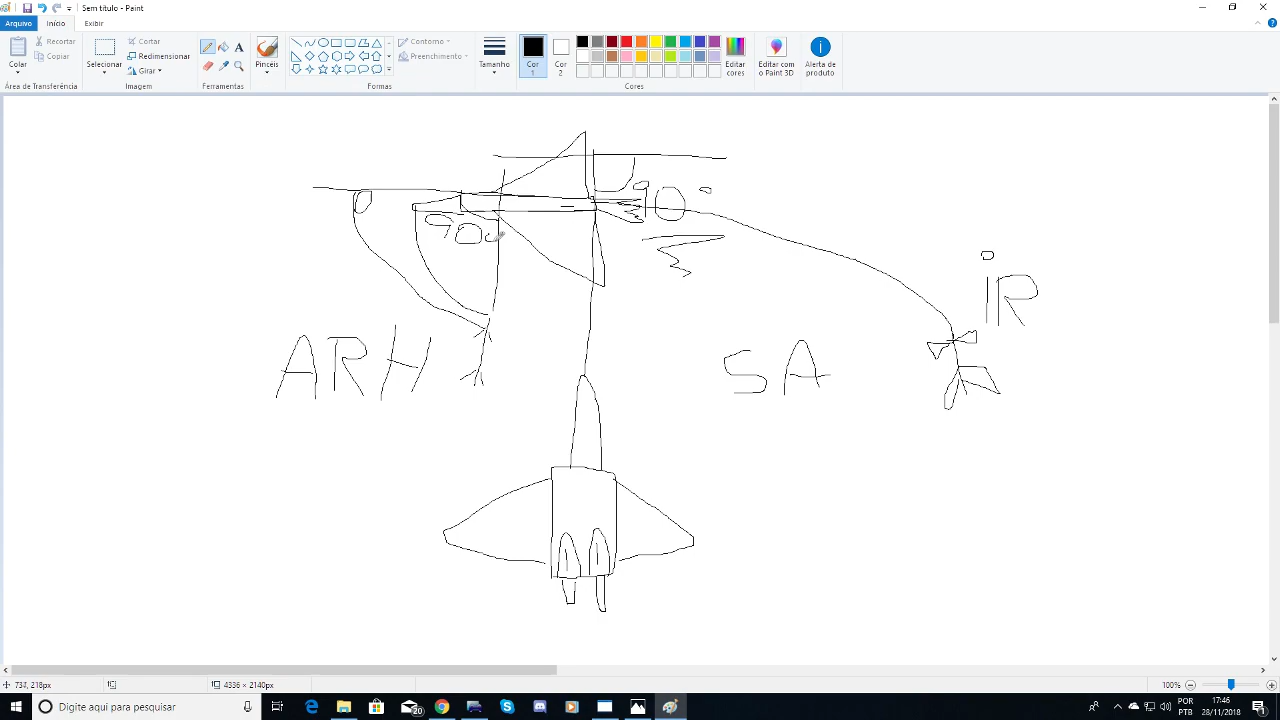 Sem título - Paint
Arquivo Início Exibir
Recortar
Copiar
Colar
Área de Transferência
Selecionar
Cortar
Redimensionar
Girar
Imagem
A
Ferramentas
Pincéis
Contorno
Preenchimento
Formas
Tamanho
Cor 1
Cor 2
Editar cores
Cores
Editar com o Paint 3D
Alerta de produto
10
iR
ARH
SA
737, 218px
4336 × 2140px
100%
Digite aqui para pesquisar
20
POR
PTB
17:46
28/11/2018
1